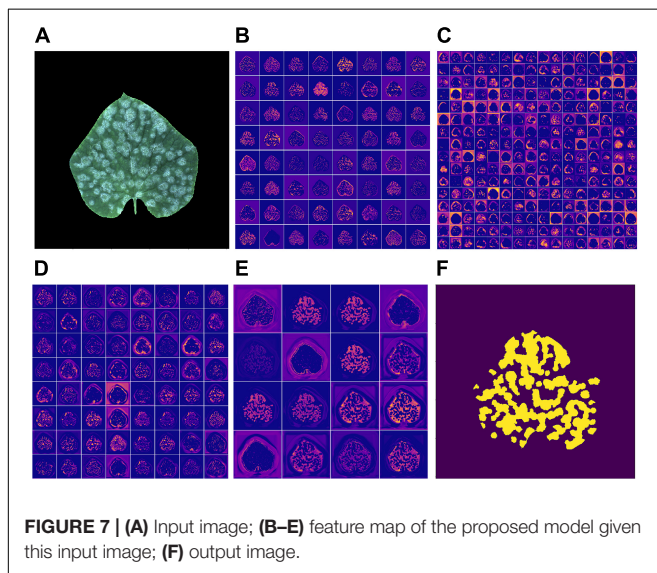 A
B
C
D
E
F
FIGURE 7 | (A) Input image; (B–E) feature map of the proposed model given
this input image; (F) output image.